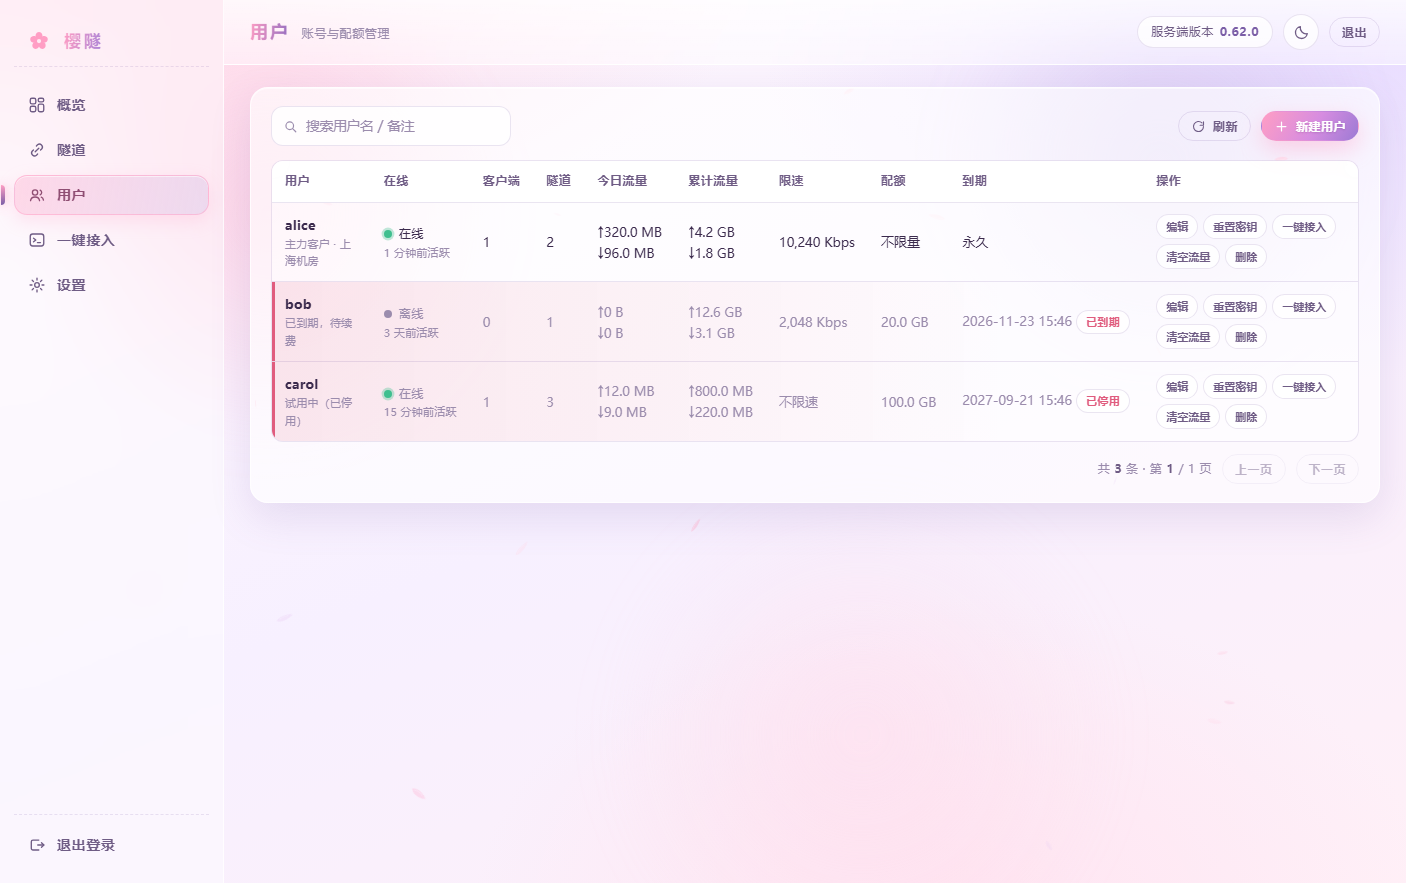 樱隧
概览
隧道
用户
一键接入
设置
退出登录
用户 账号与配额管理
服务端版本 0.62.0
退出
搜索用户名 / 备注
刷新
新建用户
用户 在线 客户端 隧道 今日流量 累计流量 限速 配额 到期 操作
alice
主力客户 · 上
海机房
在线
1 分钟前活跃
1
2
↑320.0 MB
↓96.0 MB
↑4.2 GB
↓1.8 GB
10,240 Kbps
不限量
永久
编辑 重置密钥 一键接入
清空流量 删除
bob
已到期，待续
费
离线
3 天前活跃
0
1
↑0 B
↓0 B
↑12.6 GB
↓3.1 GB
2,048 Kbps
20.0 GB
2026-11-23 15:46 已到期
编辑 重置密钥 一键接入
清空流量 删除
carol
试用中（已停
用）
在线
15 分钟前活跃
1
3
↑12.0 MB
↓9.0 MB
↑800.0 MB
↓220.0 MB
不限速
100.0 GB
2027-09-21 15:46 已停用
编辑 重置密钥 一键接入
清空流量 删除
共 3 条 · 第 1 / 1 页 上一页 下一页